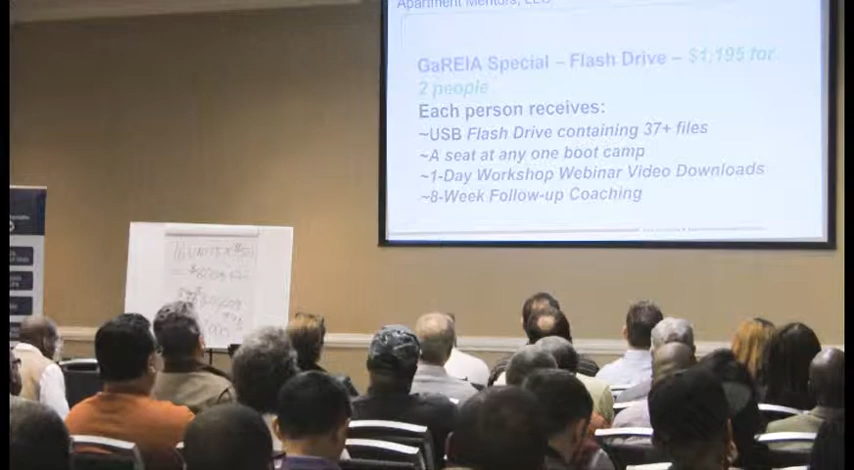 Apartment Mentors, LLC
GaREIA Special – Flash Drive – $1,195 for
2 people
Each person receives:
~USB Flash Drive containing 37+ files
~A seat at any one boot camp
~1-Day Workshop Webinar Video Downloads
~8-Week Follow-up Coaching